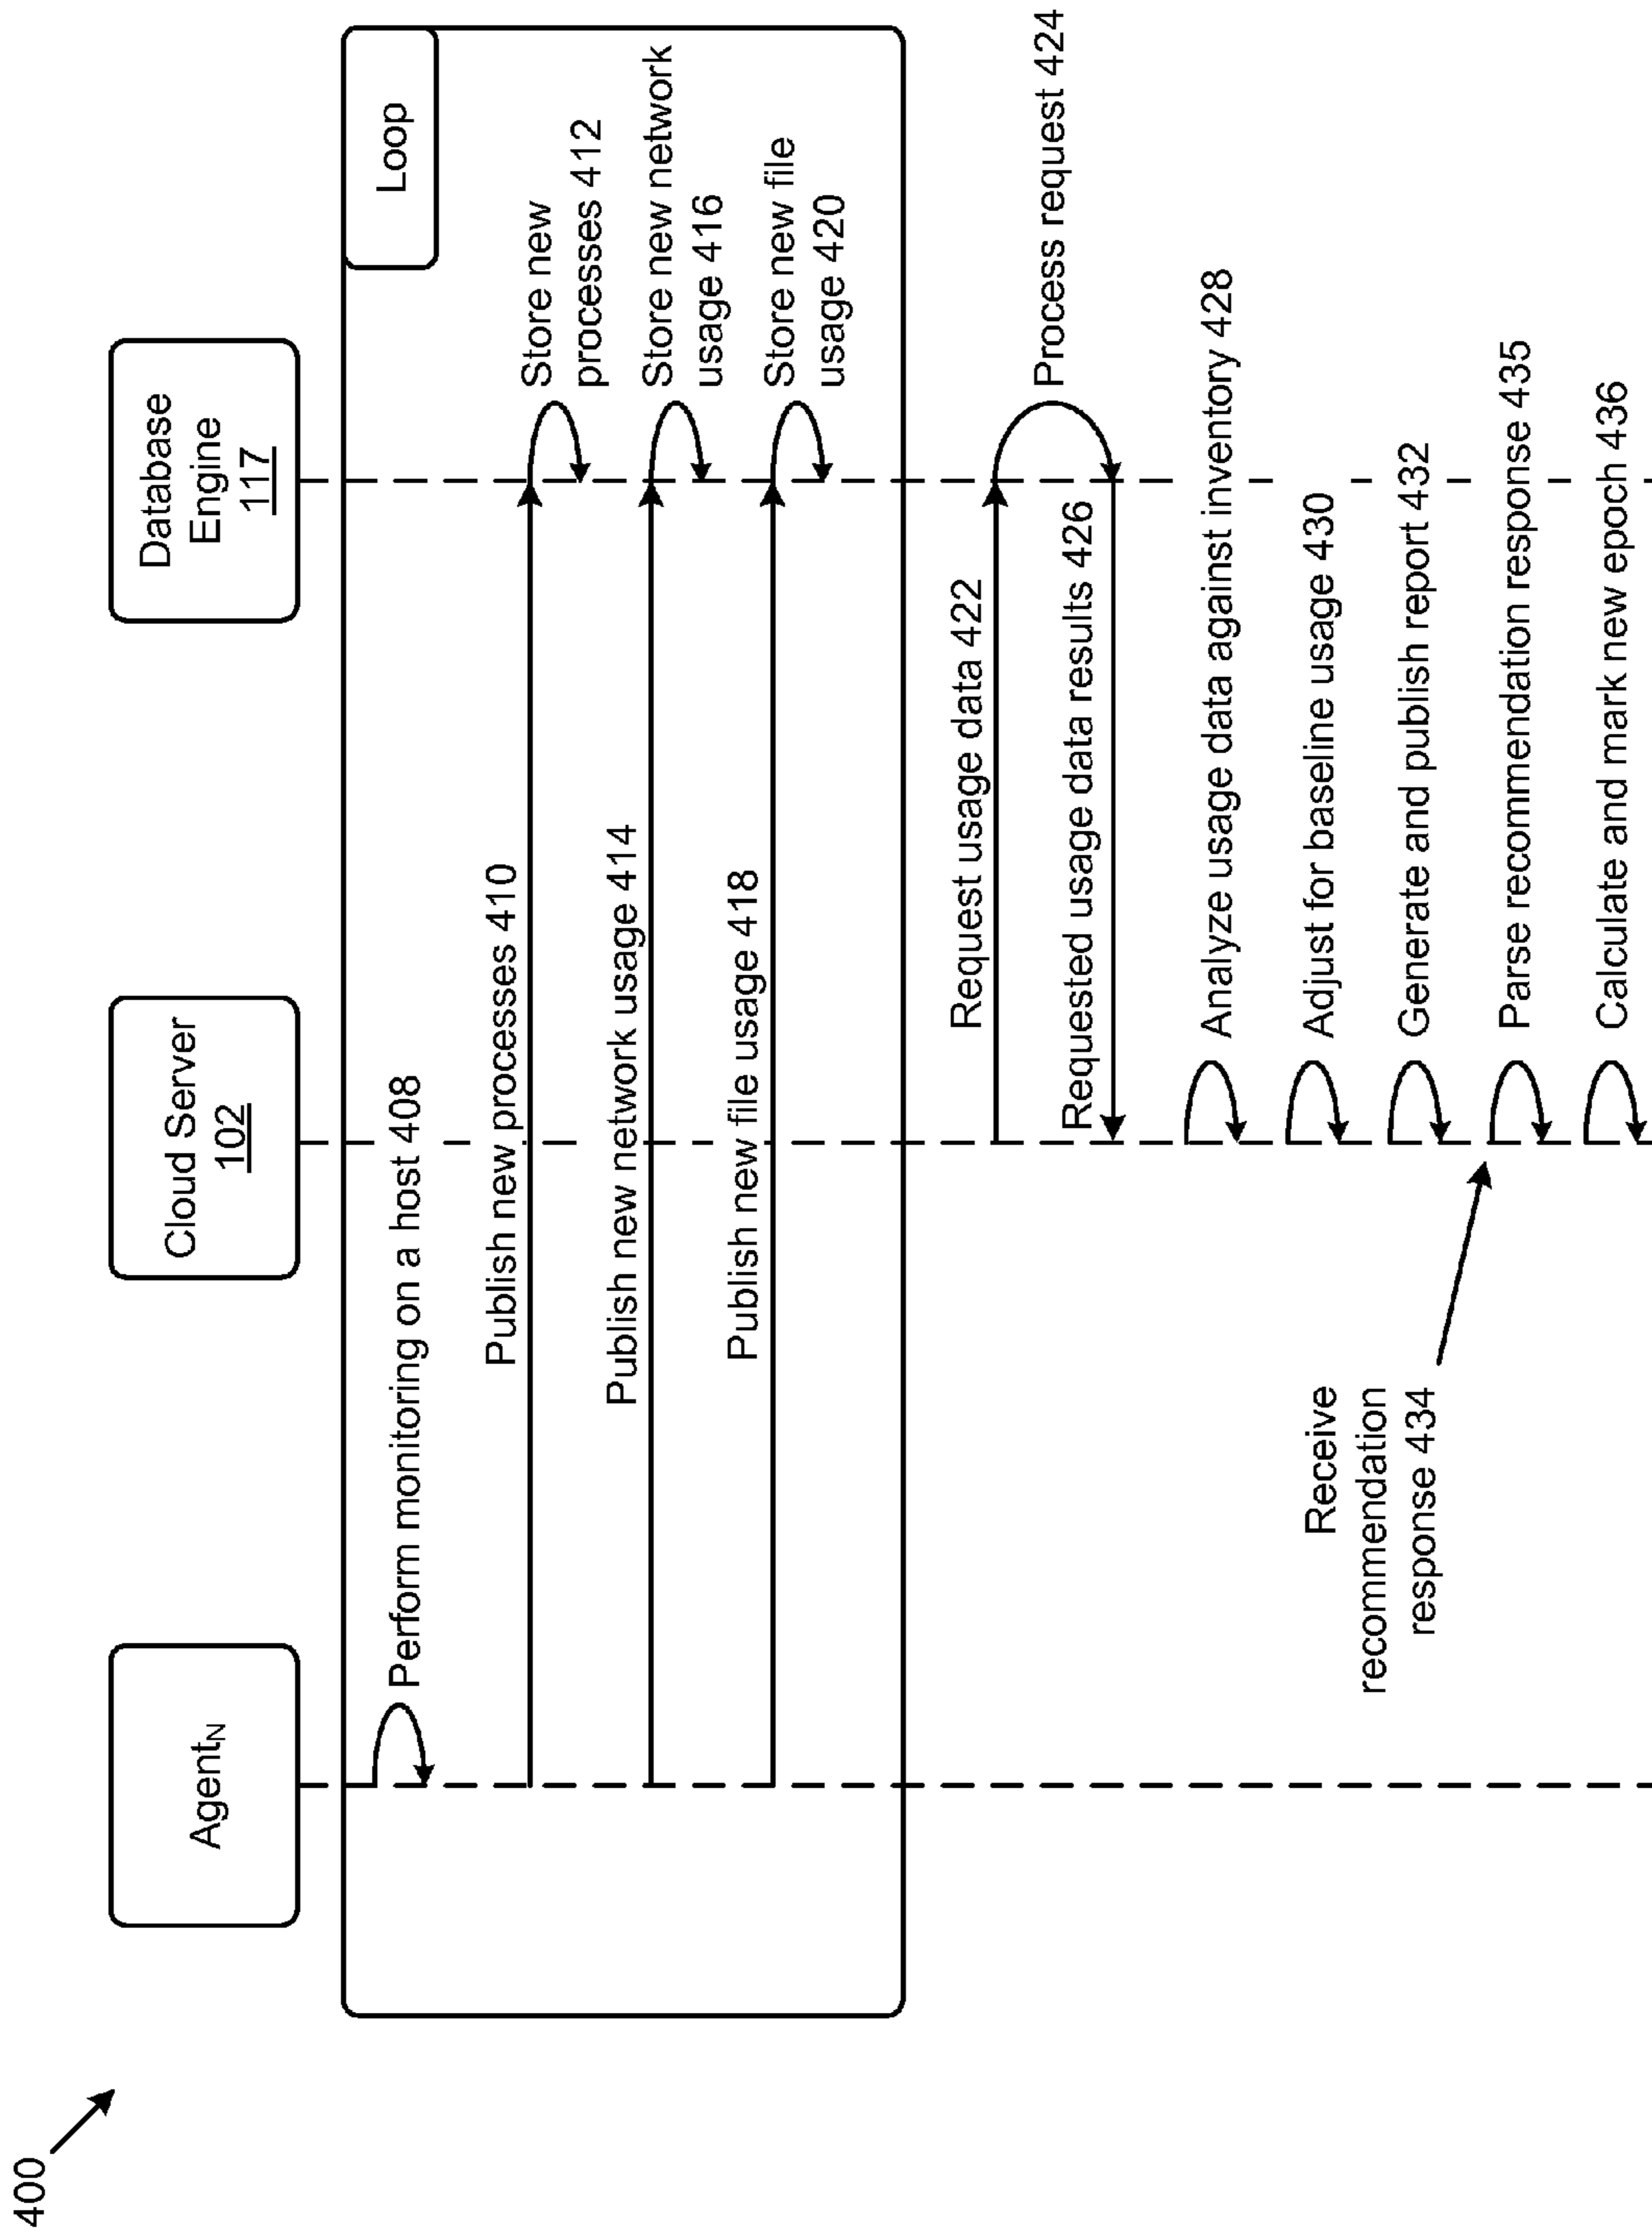 400
Agent_N
Cloud Server
102
Database
Engine
117
Loop
Perform monitoring on a host 408
Publish new processes 410
Store new
processes 412
Publish new network usage 414
Store new network
usage 416
Publish new file usage 418
Store new file
usage 420
Request usage data 422
Process request 424
Requested usage data results 426
Analyze usage data against inventory 428
Adjust for baseline usage 430
Generate and publish report 432
Receive
recommendation
response 434
Parse recommendation response 435
Calculate and mark new epoch 436